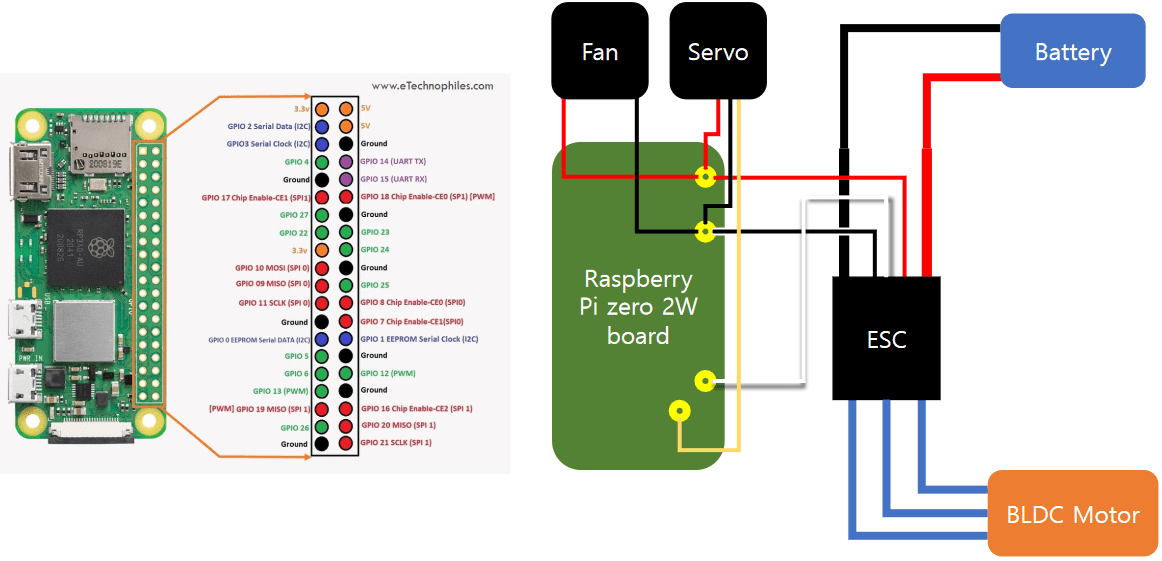 www.eTechnophiles.com
3.3v 5V
GPIO 2 Serial Data (I2C) 5V
GPIO3 Serial Clock (I2C) Ground
GPIO 4 GPIO 14 (UART TX)
Ground GPIO 15 (UART RX)
GPIO 17 Chip Enable-CE1 (SPI1) GPIO 18 Chip Enable-CE0 (SP1) [PWM]
GPIO 27 Ground
GPIO 22 GPIO 23
3.3v GPIO 24
GPIO 10 MOSI (SPI 0) Ground
GPIO 09 MISO (SPI 0) GPIO 25
GPIO 11 SCLK (SPI 0) GPIO 8 Chip Enable-CE0 (SPI0)
Ground GPIO 7 Chip Enable-CE1(SPI0)
GPIO 0 EEPROM Serial DATA (I2C) GPIO 1 EEPROM Serial Clock (I2C)
GPIO 5 Ground
GPIO 6 GPIO 12 (PWM)
GPIO 13 (PWM) Ground
[PWM] GPIO 19 MISO (SPI 1) GPIO 16 Chip Enable-CE2 (SPI 1)
GPIO 26 GPIO 20 MISO (SPI 1)
Ground GPIO 21 SCLK (SPI 1)
PWR IN
Fan
Servo
Battery
Raspberry
Pi zero 2W
board
ESC
BLDC Motor